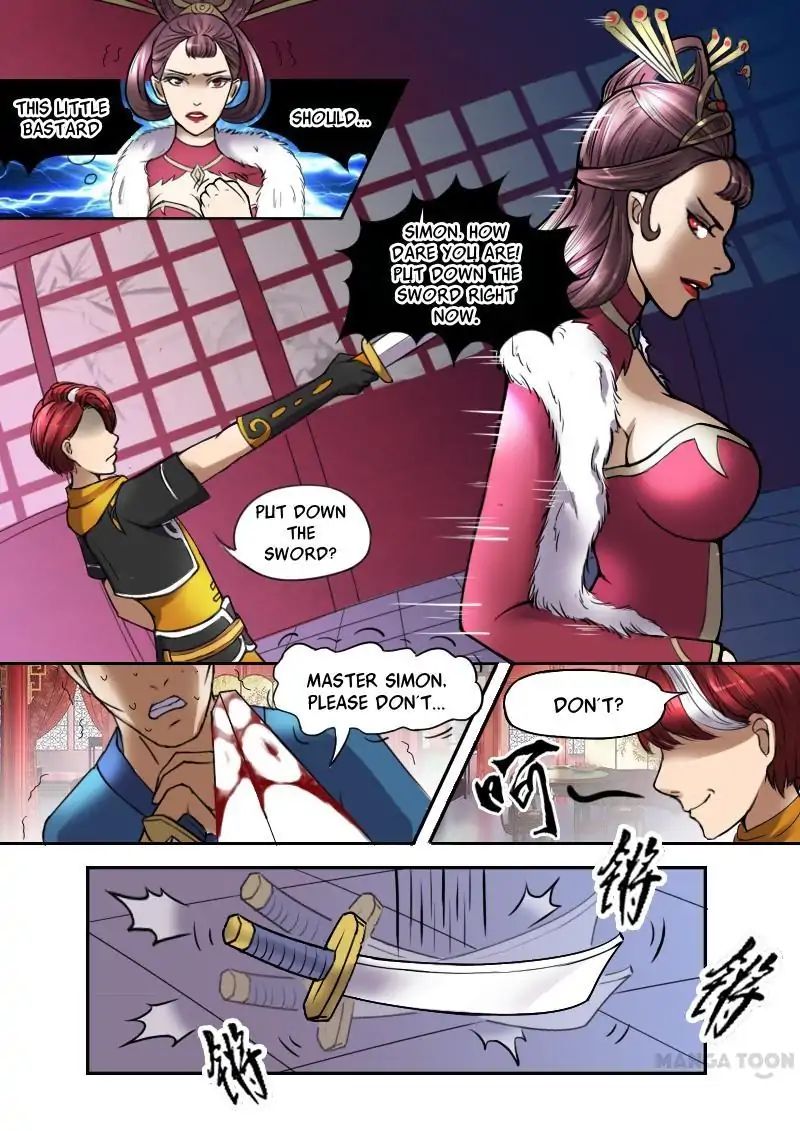 THIS LITTLE
BASTARD
SHOULD...
SIMON, HOW
DARE YOU ARE!
PUT DOWN THE
SWORD RIGHT
NOW.
PUT DOWN
THE
SWORD?
MASTER SIMON,
PLEASE DON'T...
DON'T?
呵一
锵
锵
锵
MANGA TOON